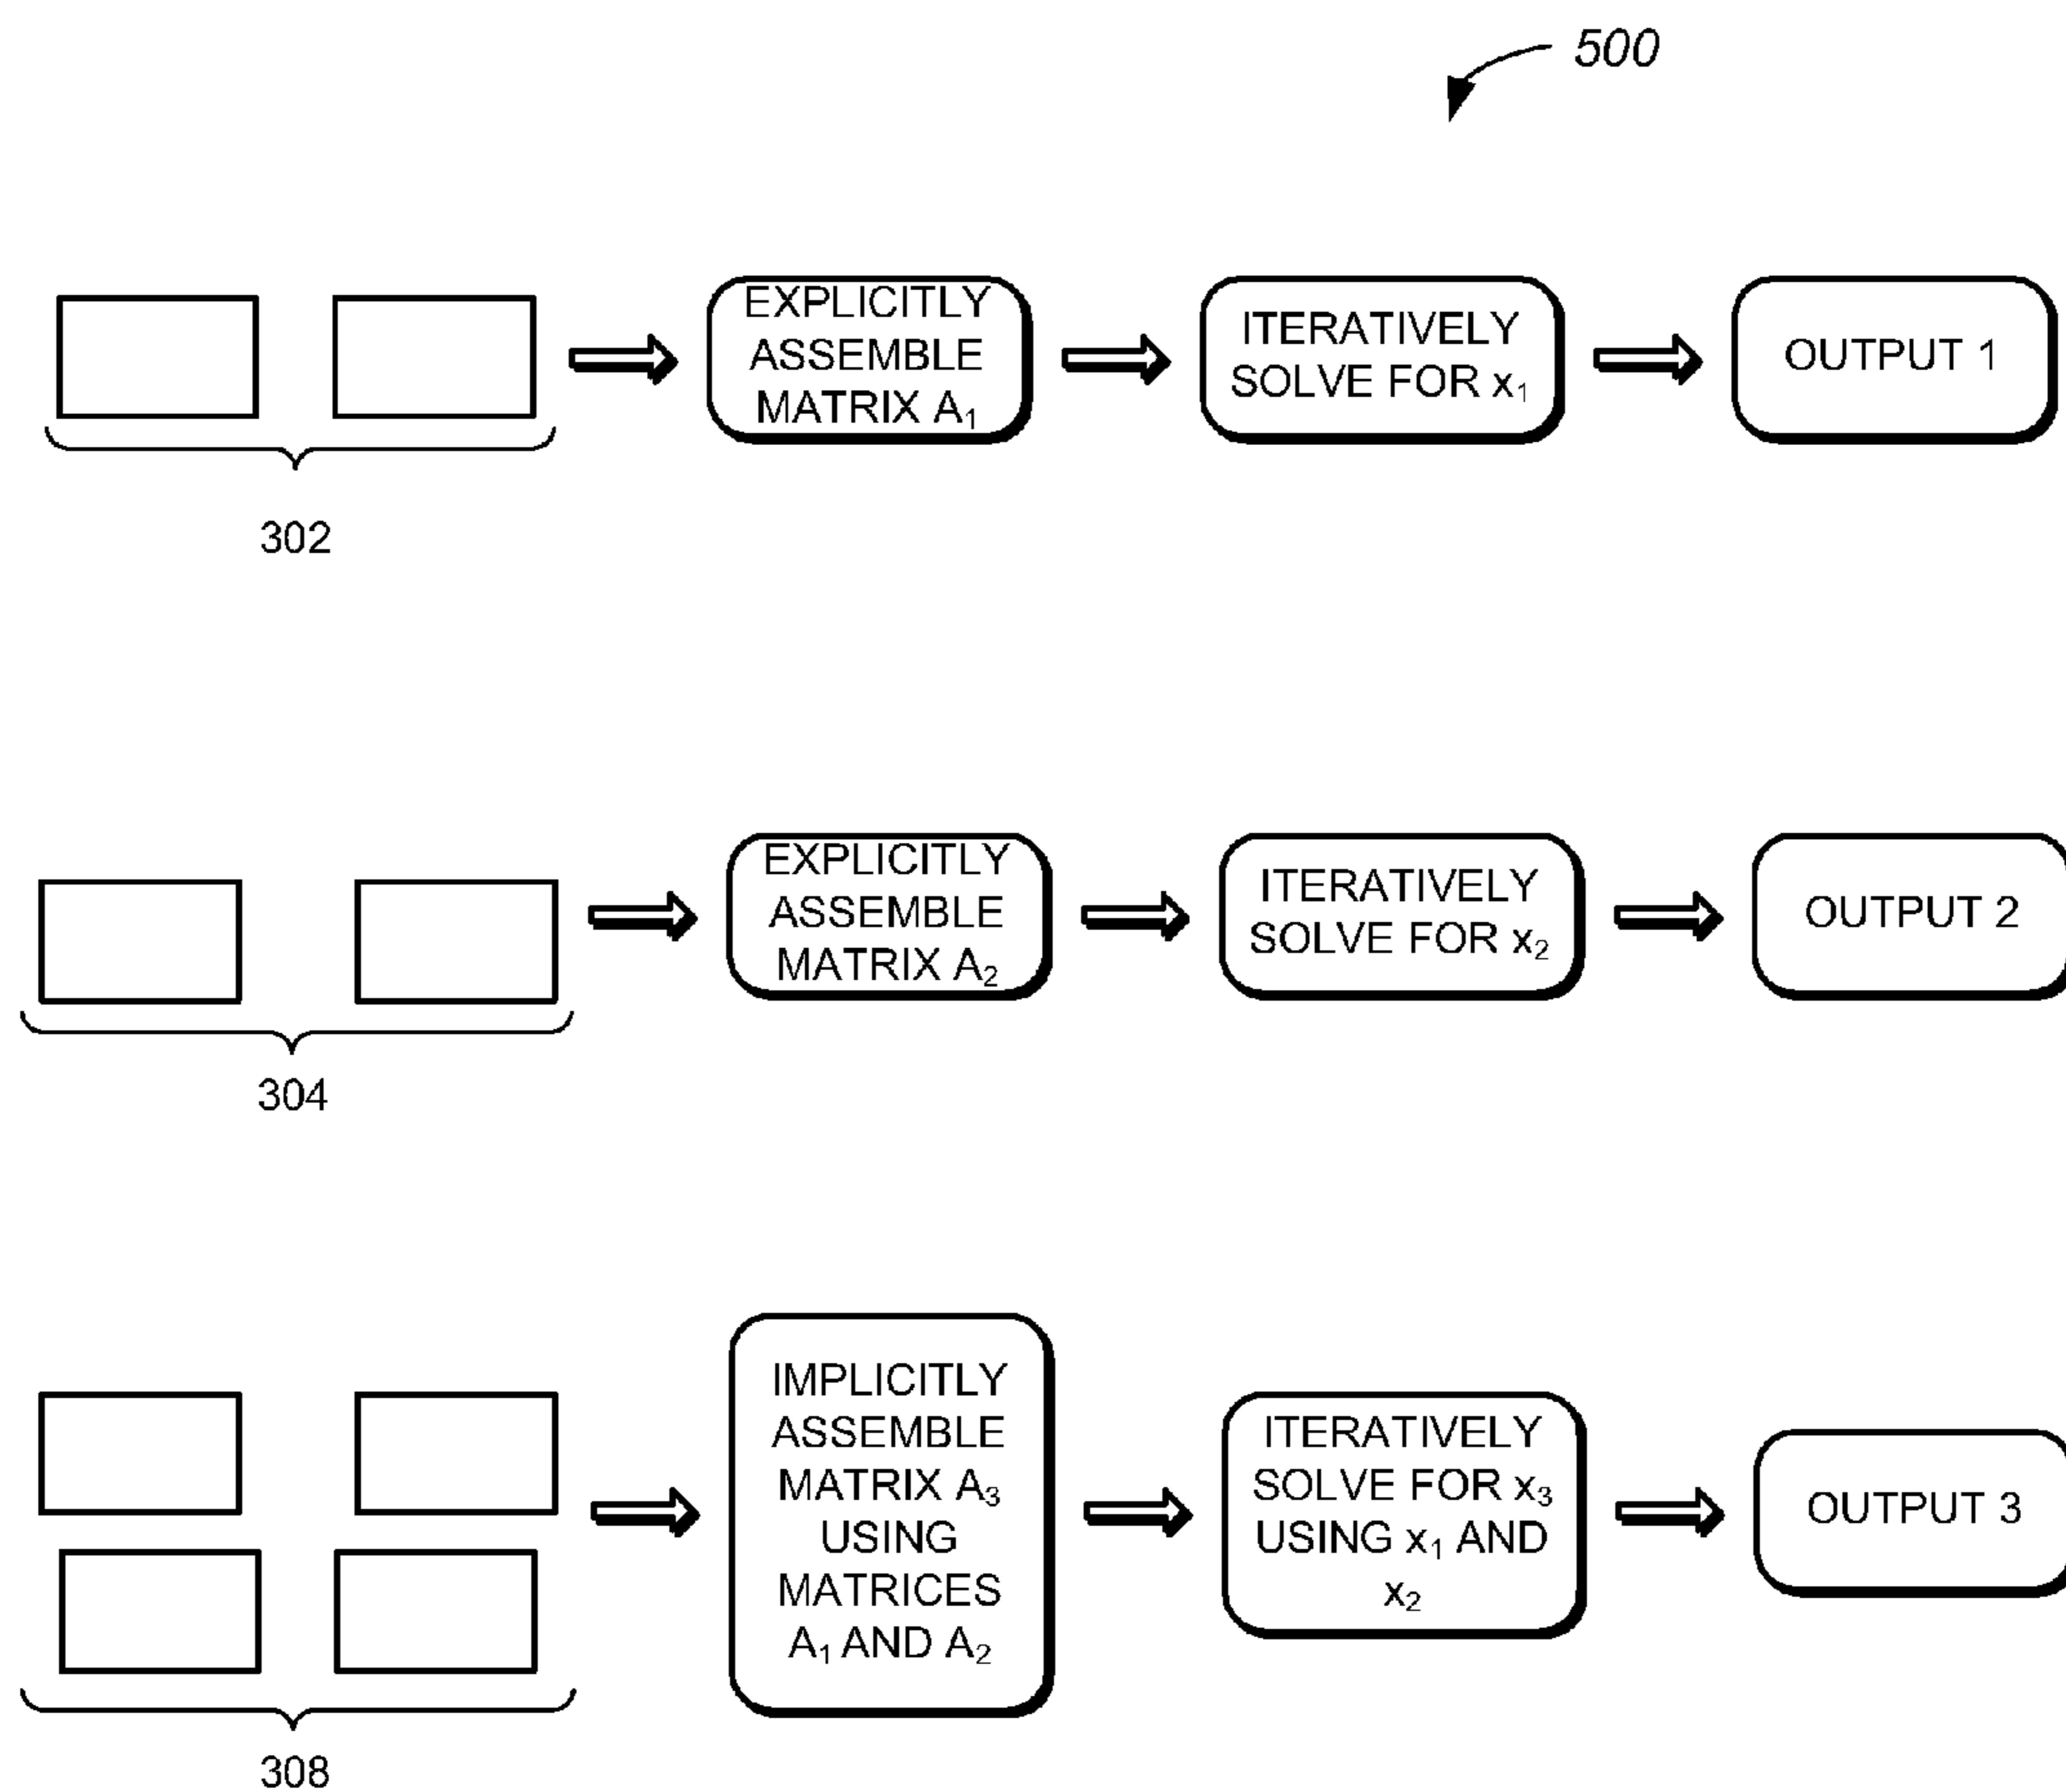 500
EXPLICITLY
ASSEMBLE
MATRIX A₁
ITERATIVELY
SOLVE FOR x₁
OUTPUT 1
302
EXPLICITLY
ASSEMBLE
MATRIX A₂
ITERATIVELY
SOLVE FOR x₂
OUTPUT 2
304
IMPLICITLY
ASSEMBLE
MATRIX A₃
USING
MATRICES
A₁ AND A₂
ITERATIVELY
SOLVE FOR x₃
USING x₁ AND
x₂
OUTPUT 3
308